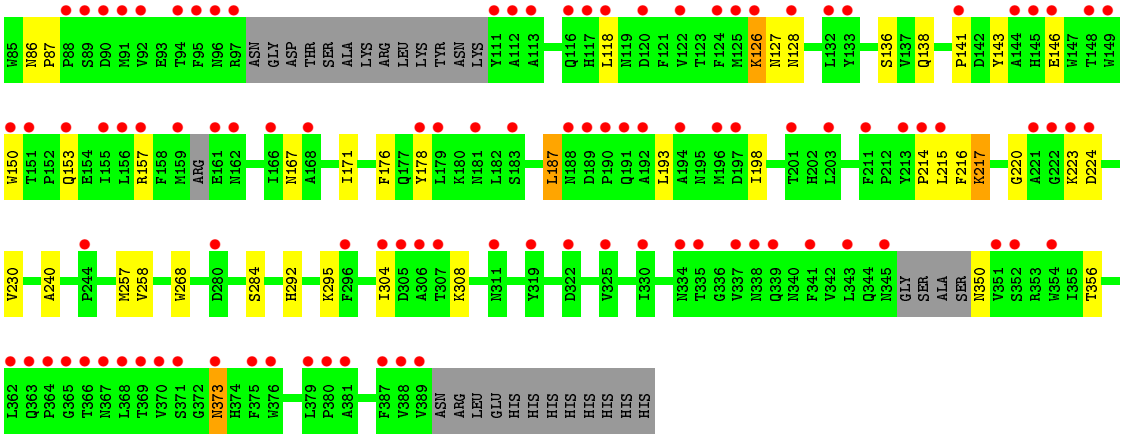 W85 N86 P87 P88 S89 D90 M91 V92 E93 T94 F95 N96 R97 ASN GLY ASP THR SER ALA LYS ARG LEU LYS TYR ASN LYS Y111 A112 A113 Q116 H117 L118 N119 D120 F121 V122 T123 F124 M125 K126 N127 N128 L132 Y133 S136 V137 Q138 P141 D142 Y143 A144 H145 E146 W147 T148 W149
W150 T151 P152 Q153 E154 I155 L156 R157 F158 M159 ARG E161 N162 I166 N167 A168 I171 F176 Q177 Y178 L179 K180 N181 L182 S183 L187 N188 D189 P190 Q191 A192 L193 A194 N195 M196 D197 I198 T201 H202 L203 F211 P212 Y213 P214 L215 F216 K217 G220 A221 G222 K223 D224
V230 A240 P244 M257 V258 W268 D280 S284 H292 K295 F296 I304 D305 A306 T307 K308 N311 Y319 D322 V325 I330 N334 T335 G336 V337 N338 Q339 N340 F341 V342 L343 Q344 N345 GLY SER ALA SER N350 V351 S352 R353 W354 I355 T356
L362 Q363 P364 G365 T366 N367 L368 T369 V370 S371 G372 N373 H374 F375 W376 L379 P380 A381 F387 V388 V389 ASN ARG LEU GLU HIS HIS HIS HIS HIS HIS HIS HIS